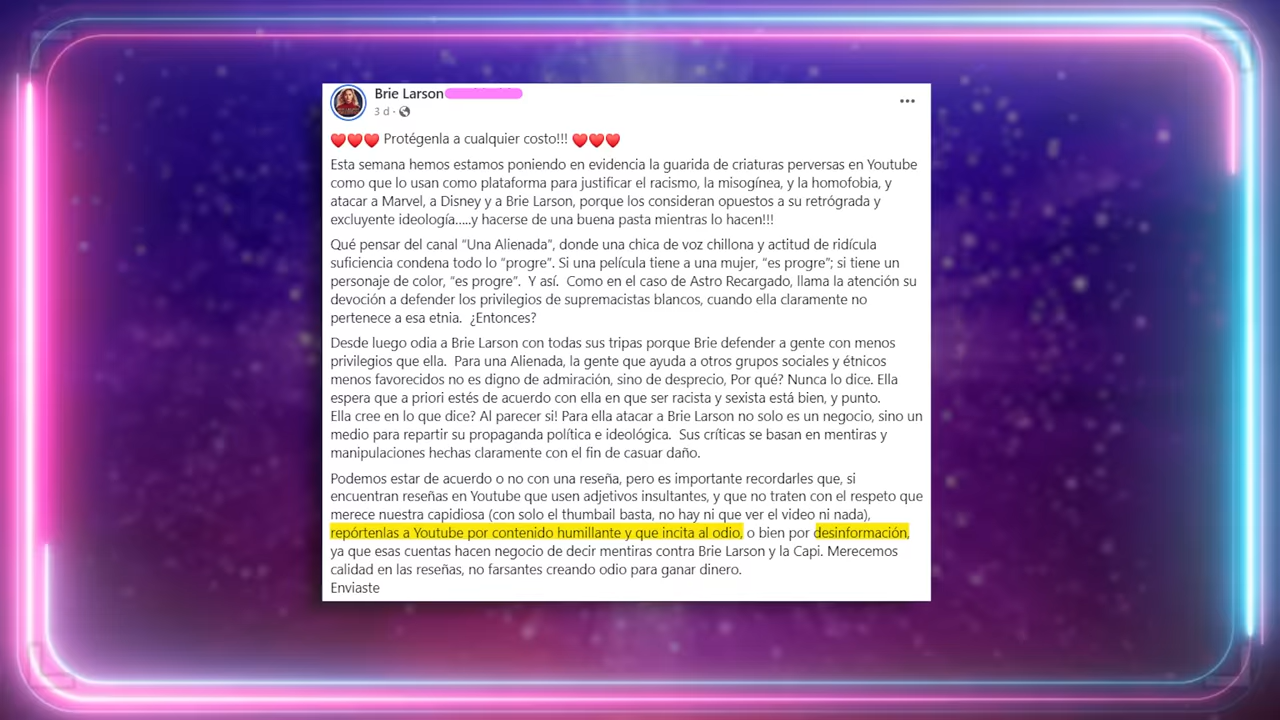 Brie Larson
3 d ·
❤️❤️❤️ Protégenla a cualquier costo!!! ❤️❤️❤️
Esta semana hemos estamos poniendo en evidencia la guarida de criaturas perversas en Youtube
como que lo usan como plataforma para justificar el racismo, la misogínea, y la homofobia, y
atacar a Marvel, a Disney y a Brie Larson, porque los consideran opuestos a su retrógrada y
excluyente ideología.....y hacerse de una buena pasta mientras lo hacen!!!
Qué pensar del canal “Una Alienada”, donde una chica de voz chillona y actitud de ridícula
suficiencia condena todo lo “progre”. Si una película tiene a una mujer, “es progre”; si tiene un
personaje de color, “es progre”.  Y así.  Como en el caso de Astro Recargado, llama la atención su
devoción a defender los privilegios de supremacistas blancos, cuando ella claramente no
pertenece a esa etnia.  ¿Entonces?
Desde luego odia a Brie Larson con todas sus tripas porque Brie defender a gente con menos
privilegios que ella.  Para una Alienada, la gente que ayuda a otros grupos sociales y étnicos
menos favorecidos no es digno de admiración, sino de desprecio, Por qué? Nunca lo dice. Ella
espera que a priori estés de acuerdo con ella en que ser racista y sexista está bien, y punto.
Ella cree en lo que dice? Al parecer si! Para ella atacar a Brie Larson no solo es un negocio, sino un
medio para repartir su propaganda política e ideológica.  Sus críticas se basan en mentiras y
manipulaciones hechas claramente con el fin de casuar daño.
Podemos estar de acuerdo o no con una reseña, pero es importante recordarles que, si
encuentran reseñas en Youtube que usen adjetivos insultantes, y que no traten con el respeto que
merece nuestra capidiosa (con solo el thumbail basta, no hay ni que ver el video ni nada),
repórtenlas a Youtube por contenido humillante y que incita al odio, o bien por desinformación,
ya que esas cuentas hacen negocio de decir mentiras contra Brie Larson y la Capi. Merecemos
calidad en las reseñas, no farsantes creando odio para ganar dinero.
Enviaste